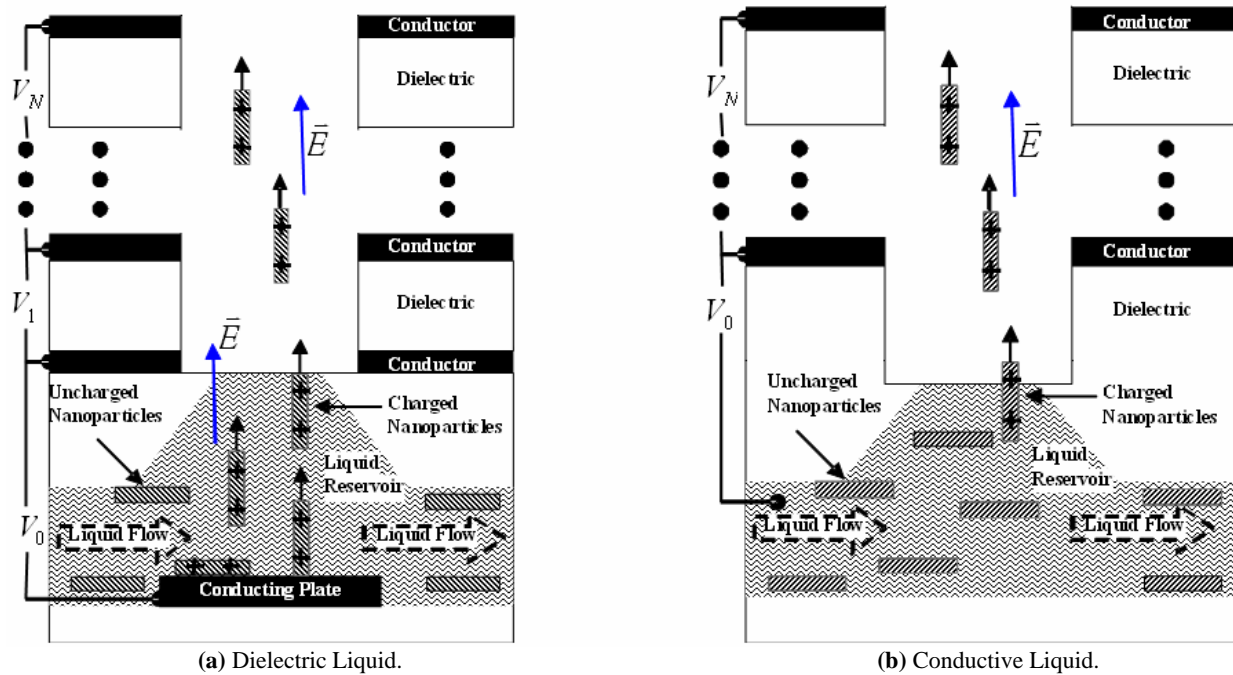 Conductor
Dielectric
V_N
E
Conductor
Dielectric
V_1
E
Conductor
Uncharged
Nanoparticles
Charged
Nanoparticles
Liquid
Reservoir
V_0
Liquid Flow
Liquid Flow
Conducting Plate
(a) Dielectric Liquid.
Conductor
Dielectric
V_N
E
Conductor
V_0
Dielectric
Uncharged
Nanoparticles
Charged
Nanoparticles
Liquid
Reservoir
Liquid Flow
Liquid Flow
(b) Conductive Liquid.